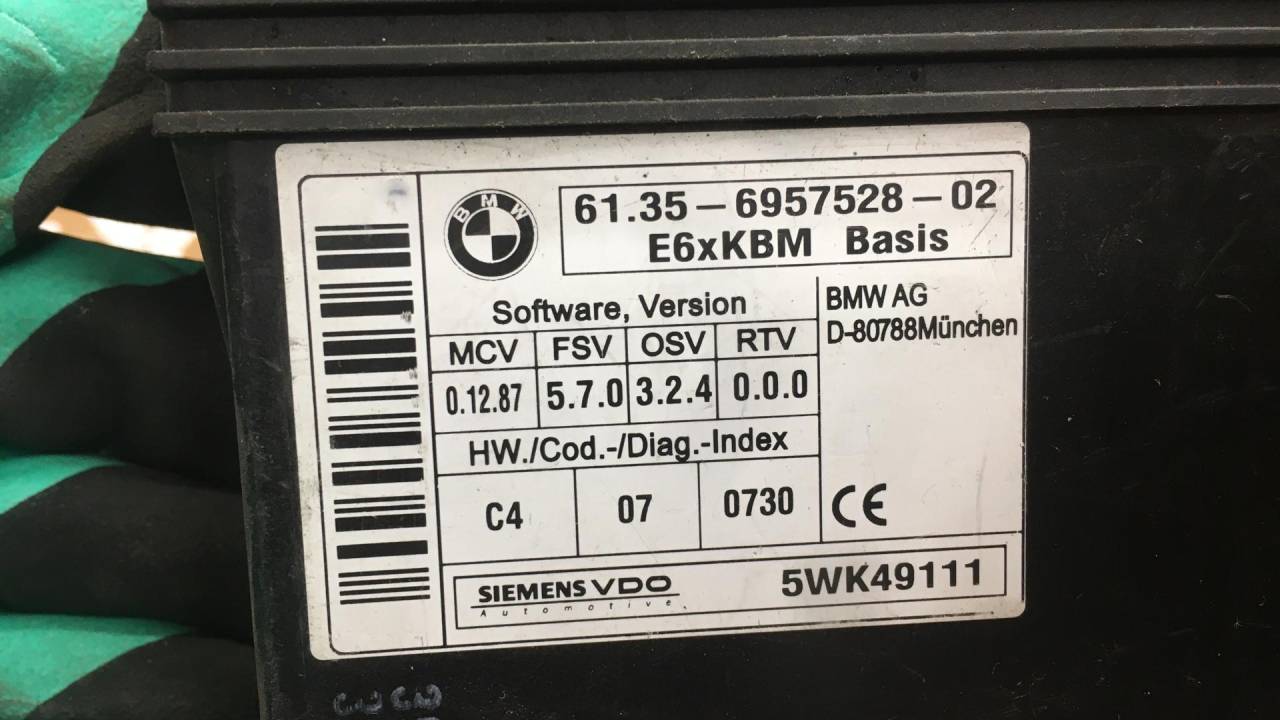 BMW
61.35-6957528-02
E6xKBM Basis
Software, Version
MCV FSV OSV RTV
0.12.87 5.7.0 3.2.4 0.0.0
HW./Cod.-/Diag.-Index
C4 07 0730
BMW AG
D-80788München
CE
SIEMENS VDO
Automotive
5WK49111